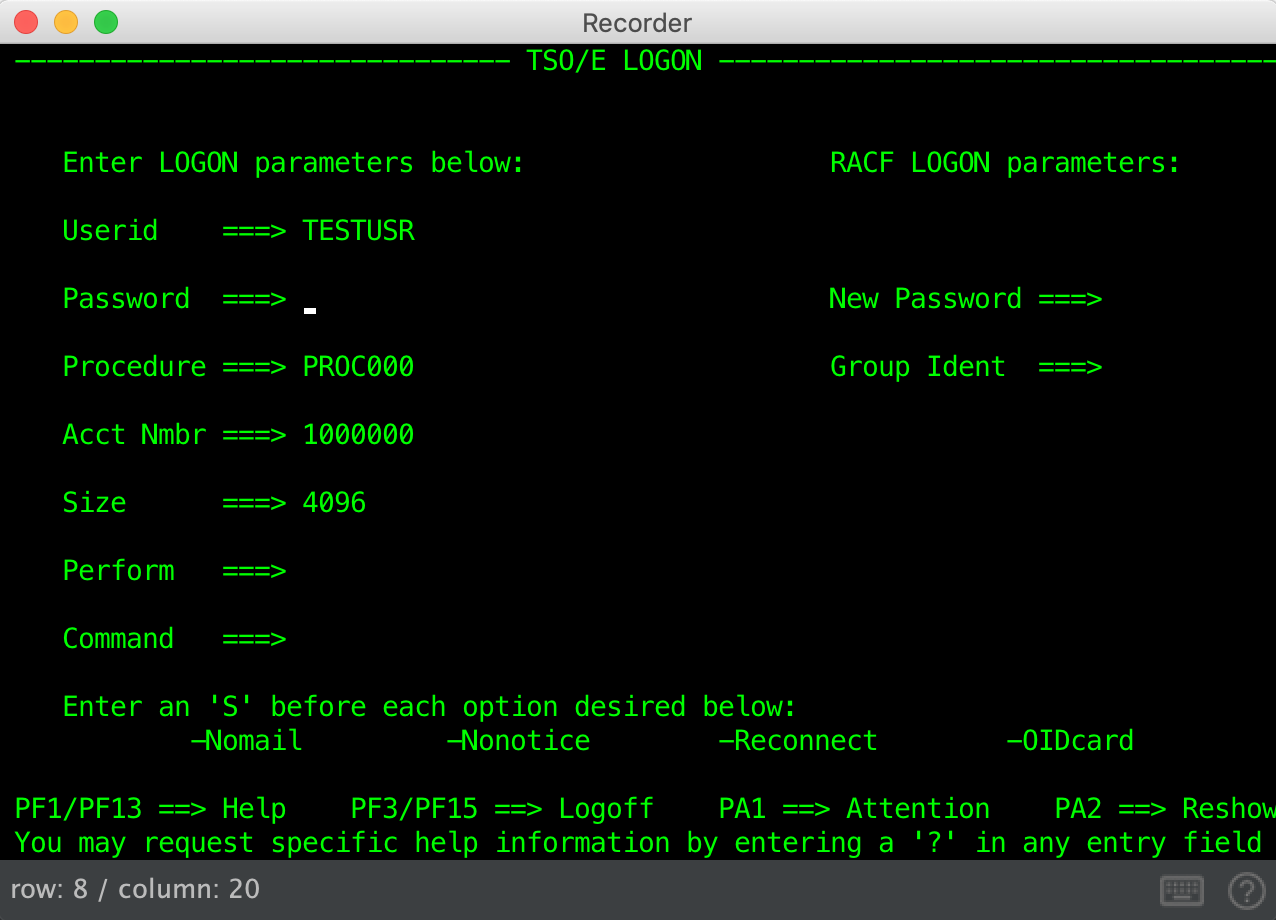 Recorder
------------------------------- TSO/E LOGON -----------------------------------
Enter LOGON parameters below: RACF LOGON parameters:
Userid ===> TESTUSR
Password ===> New Password ===>
Procedure ===> PROC000 Group Ident ===>
Acct Nmbr ===> 1000000
Size ===> 4096
Perform ===>
Command ===>
Enter an 'S' before each option desired below:
-Nomail -Nonotice -Reconnect -OIDcard
PF1/PF13 ==> Help PF3/PF15 ==> Logoff PA1 ==> Attention PA2 ==> Reshow
You may request specific help information by entering a '?' in any entry field
row: 8 / column: 20
?